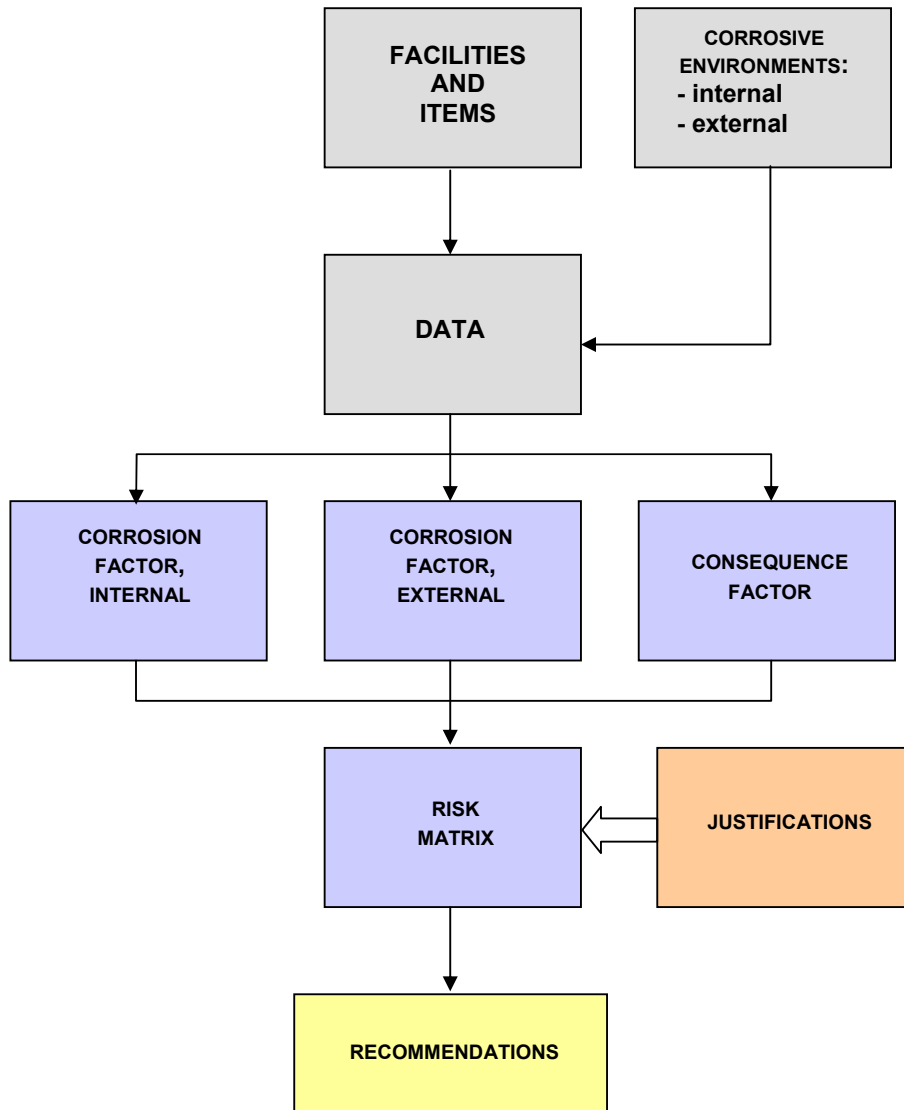 FACILITIES
AND
ITEMS
CORROSIVE
ENVIRONMENTS:
- internal
- external
DATA
CORROSION
FACTOR,
INTERNAL
CORROSION
FACTOR,
EXTERNAL
CONSEQUENCE
FACTOR
RISK
MATRIX
JUSTIFICATIONS
RECOMMENDATIONS